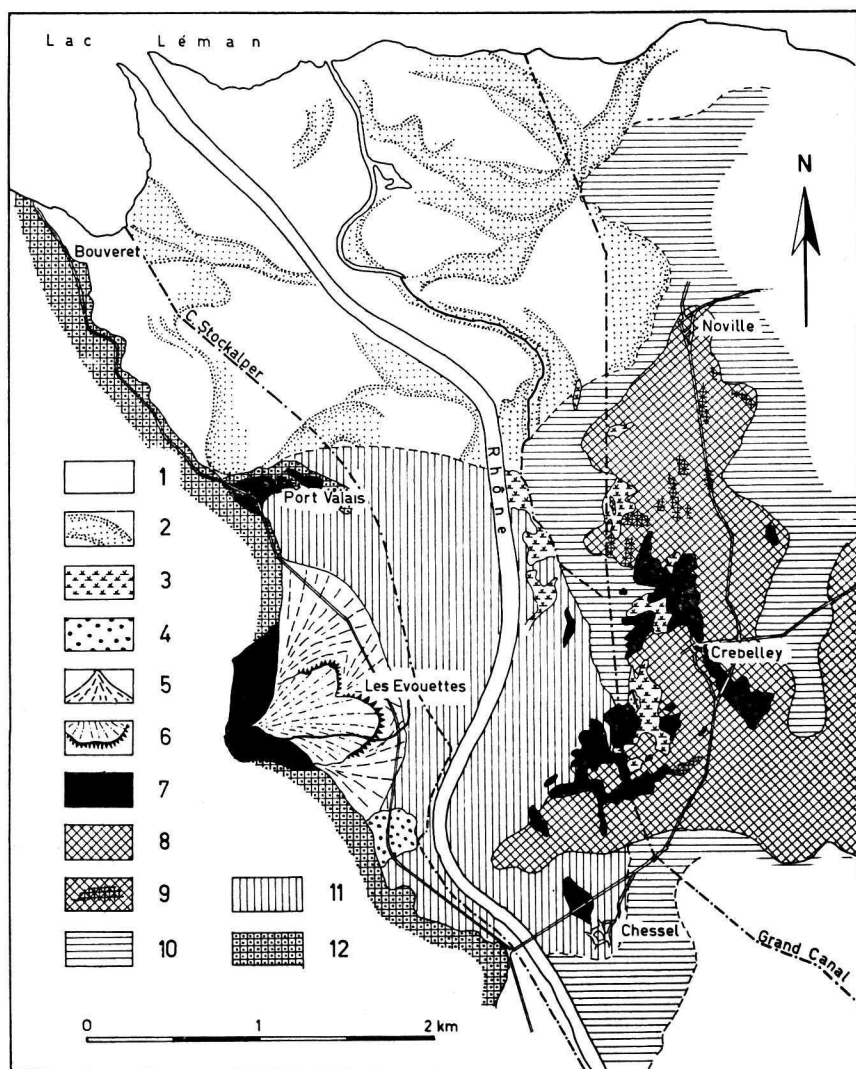 Lac Léman
N
Bouveret
C. Stockalper
Noville
Rhône
1
Port Valais
2
3
4
Crebelley
5
Les Evouettes
6
7
8
9
11
Chessel
10
12
Grand Canal
0 1 2 km